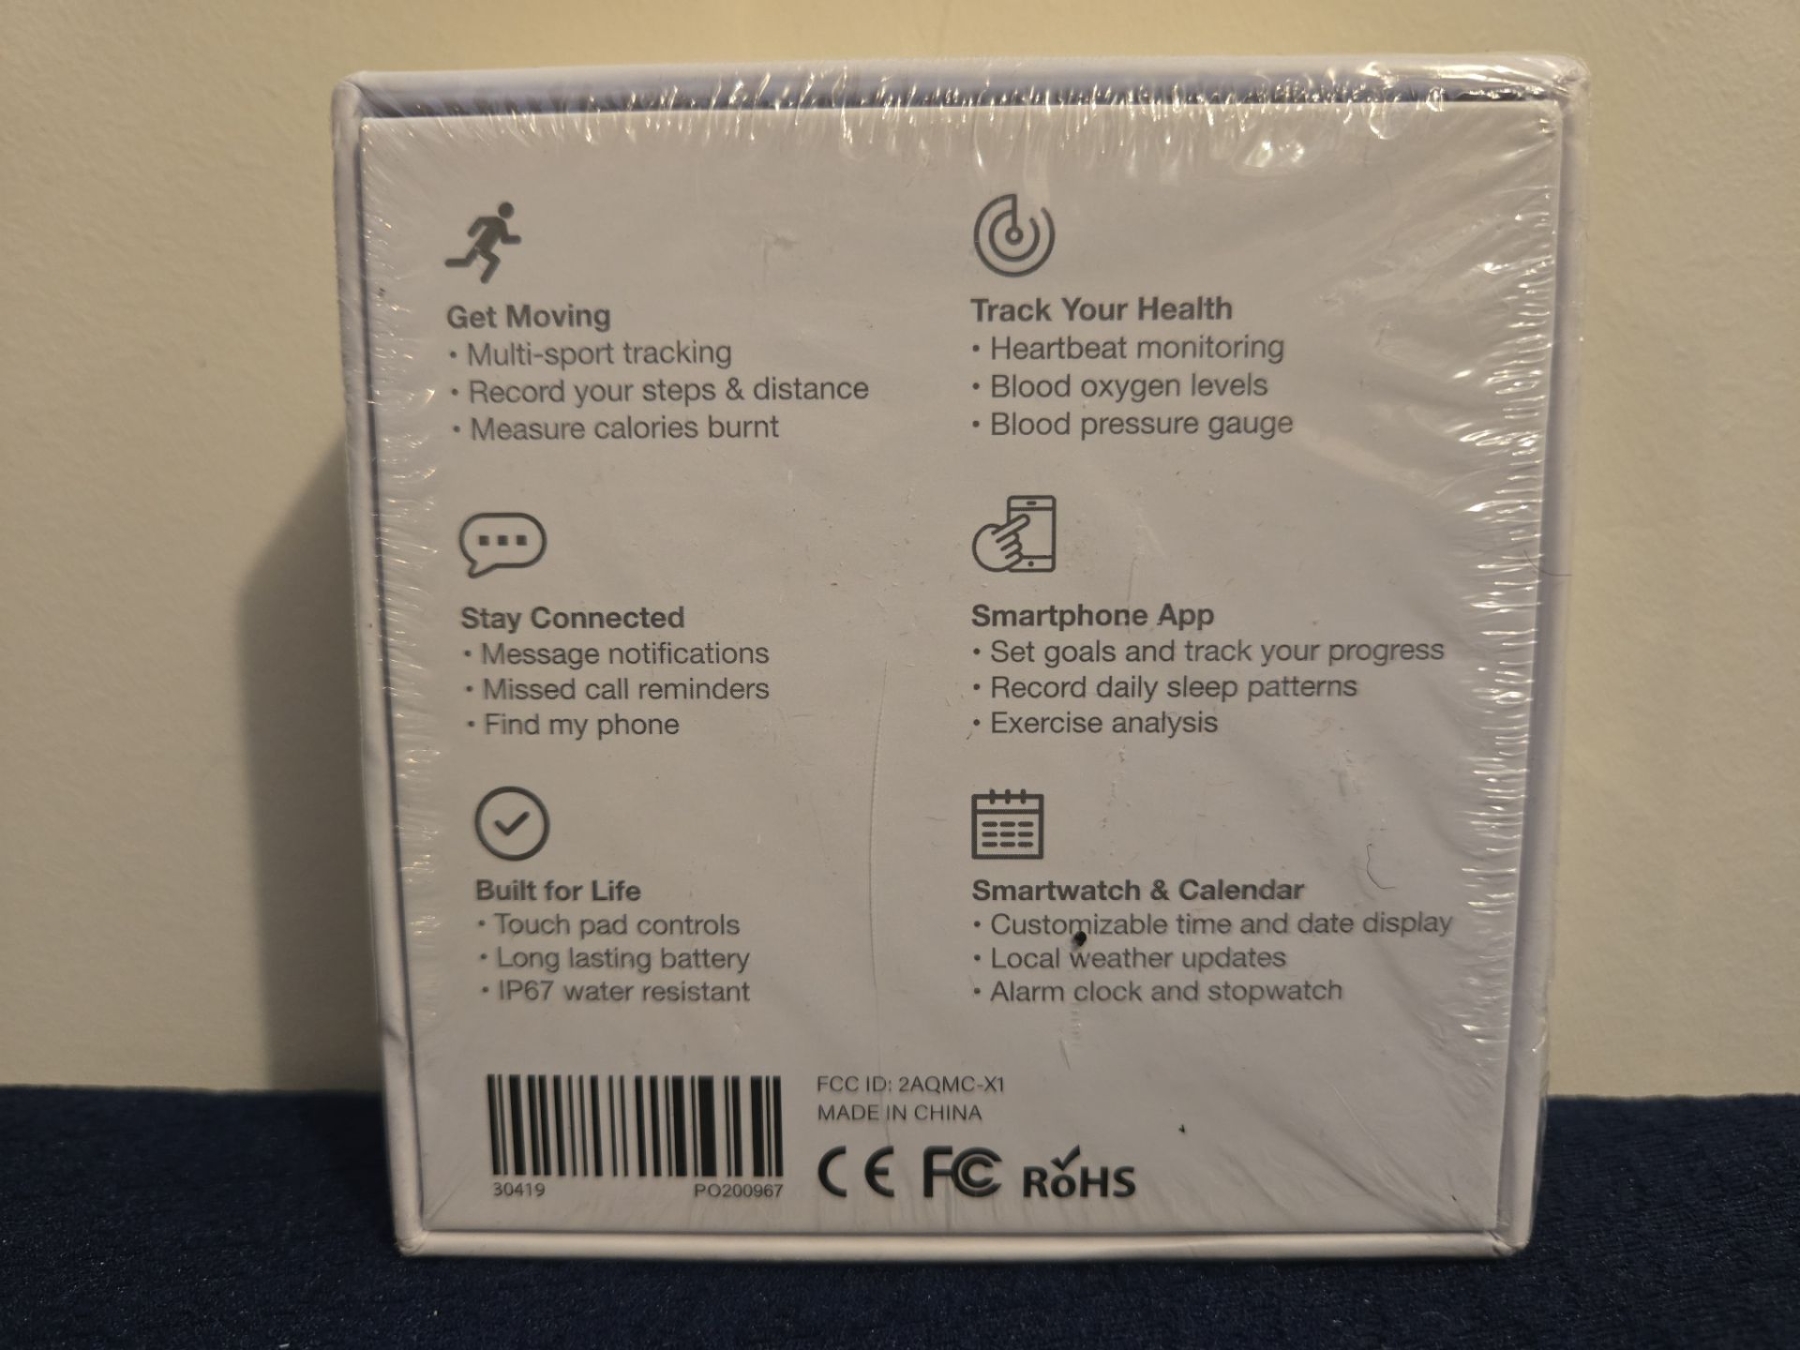 Get Moving
• Multi-sport tracking
• Record your steps & distance
• Measure calories burnt
Track Your Health
• Heartbeat monitoring
• Blood oxygen levels
• Blood pressure gauge
Stay Connected
• Message notifications
• Missed call reminders
• Find my phone
Smartphone App
• Set goals and track your progress
• Record daily sleep patterns
• Exercise analysis
Built for Life
• Touch pad controls
• Long lasting battery
• IP67 water resistant
Smartwatch & Calendar
• Customizable time and date display
• Local weather updates
• Alarm clock and stopwatch
30419 PO200967
FCC ID: 2AQMC-X1
MADE IN CHINA
CE FC RoHS